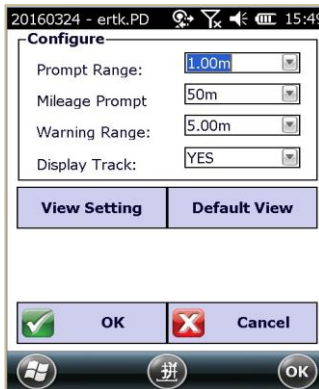 20160324 - ertk.PD 15:49
Configure
Prompt Range: 1.00m
Mileage Prompt 50m
Warning Range: 5.00m
Display Track: YES
View Setting Default View
OK Cancel
拼 OK